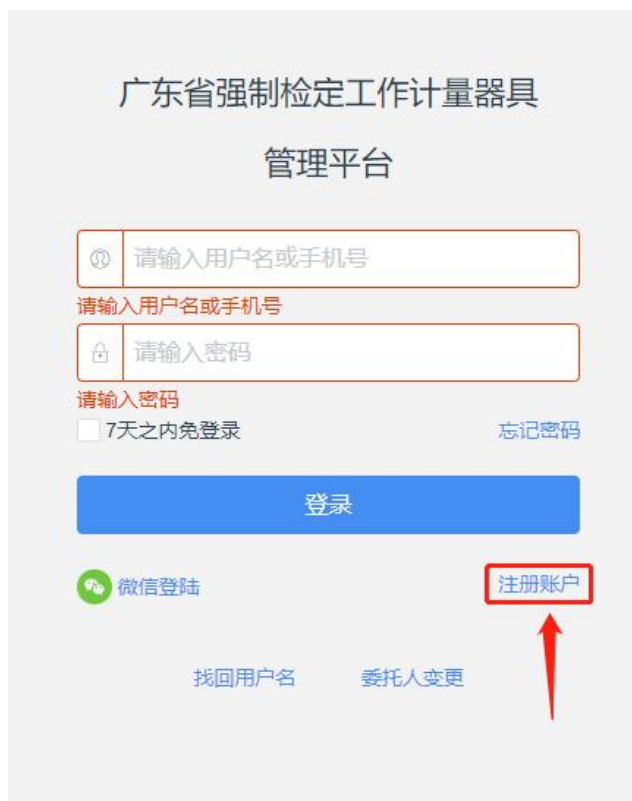 广东省强制检定工作计量器具
管理平台
请输入用户名或手机号
请输入用户名或手机号
请输入密码
请输入密码
7天之内免登录 忘记密码
登录
微信登陆 注册账户
找回用户名 委托人变更